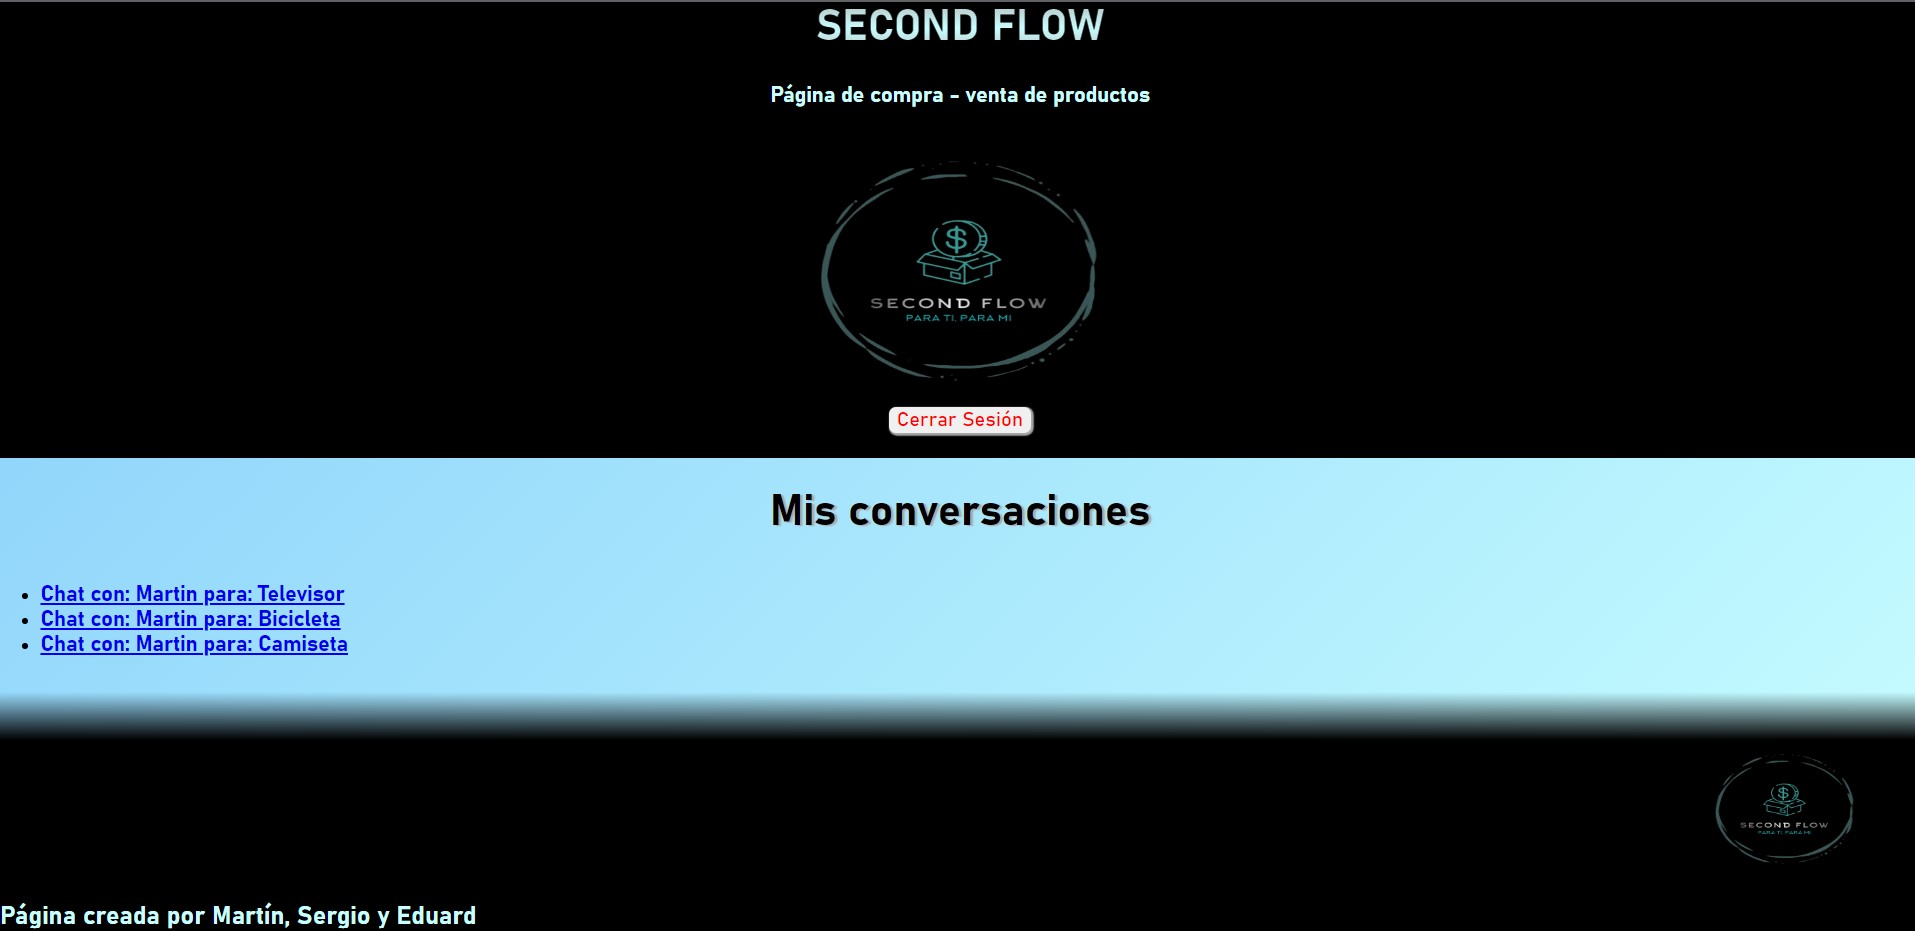 SECOND FLOW
Página de compra - venta de productos
$
SECOND FLOW
PARA TI, PARA MI
Cerrar Sesión
Mis conversaciones
• Chat con: Martin para: Televisor
• Chat con: Martin para: Bicicleta
• Chat con: Martin para: Camiseta
$
SECOND FLOW
PARA TI, PARA MI
Página creada por Martín, Sergio y Eduard